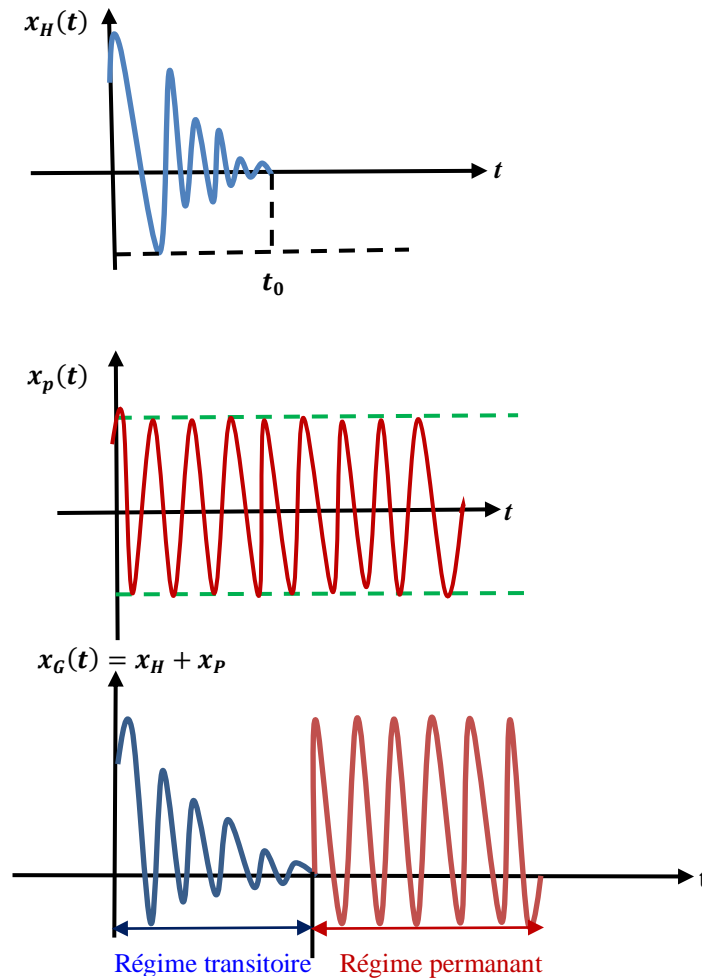 x_H(t)
t
t_0
x_p(t)
t
x_G(t) = x_H + x_P
t
Régime transitoire
Régime permanant